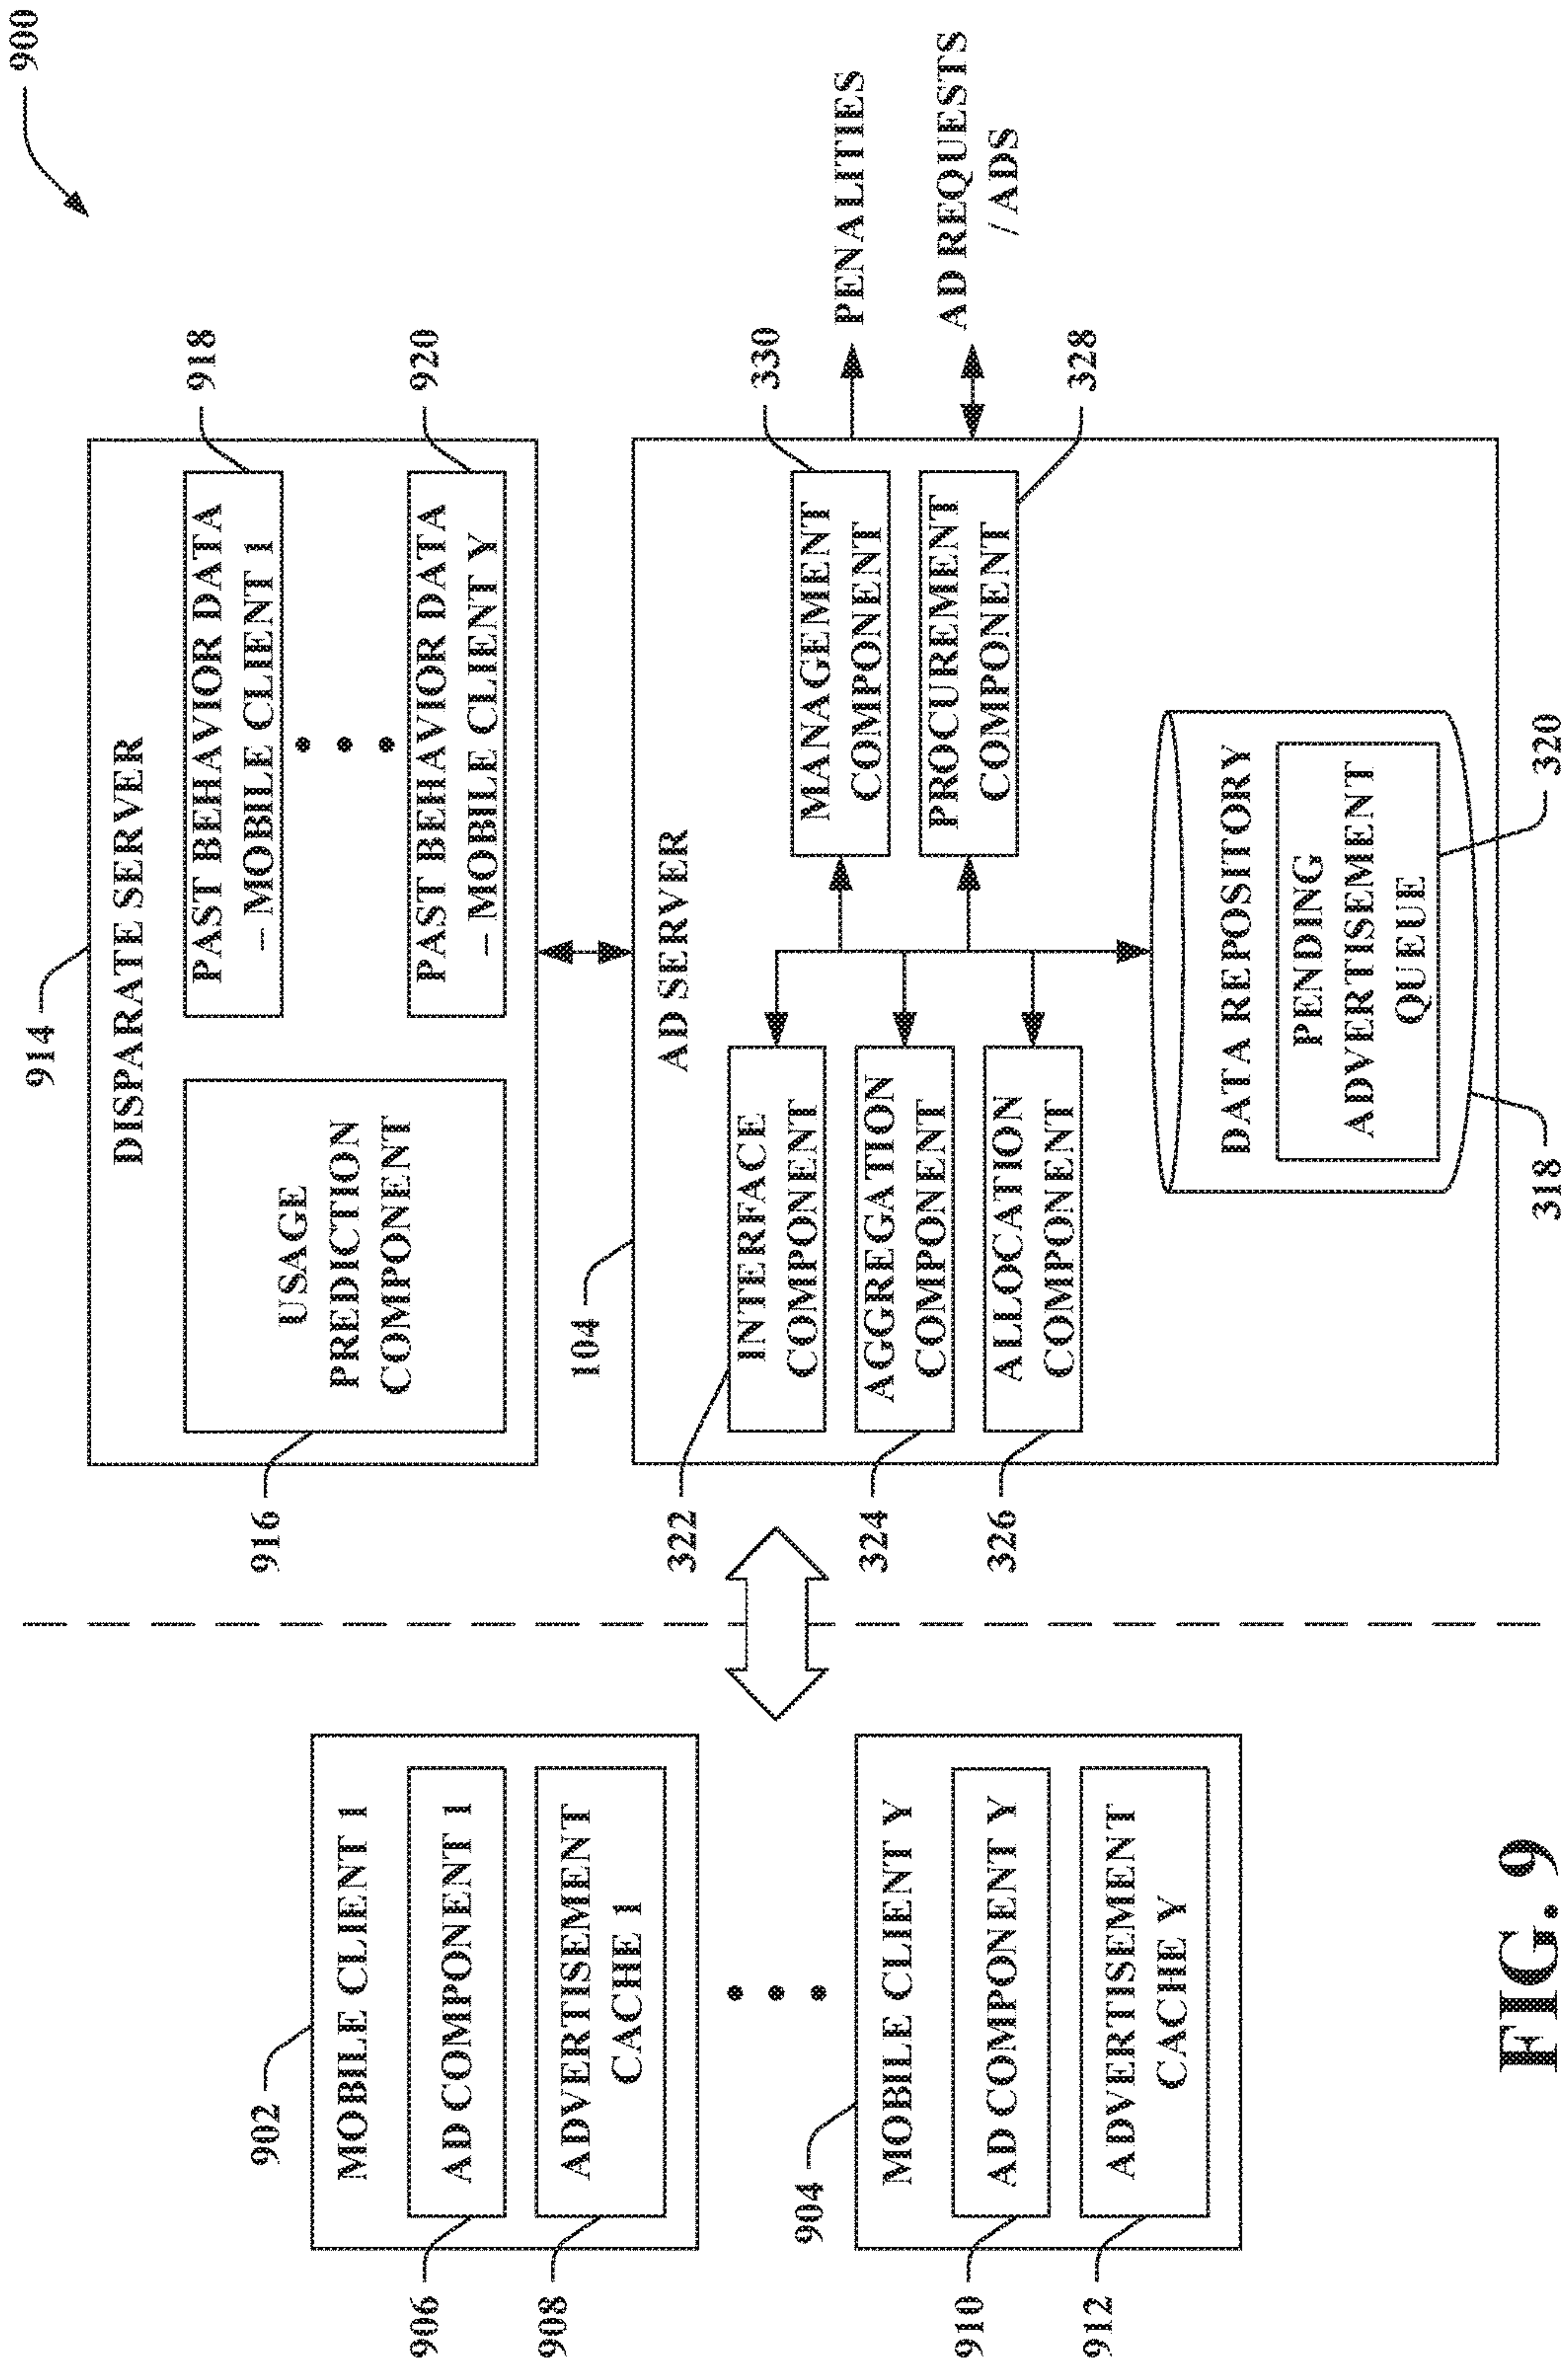 900
914
DISPARATE SERVER
916
USAGE
PREDICTION
COMPONENT
PAST BEHAVIOR DATA
– MOBILE CLIENT 1
918
PAST BEHAVIOR DATA
– MOBILE CLIENT Y
920
902
MOBILE CLIENT 1
906
AD COMPONENT 1
908
ADVERTISEMENT
CACHE 1
904
MOBILE CLIENT Y
910
AD COMPONENT Y
912
ADVERTISEMENT
CACHE Y
104
AD SERVER
322
INTERFACE
COMPONENT
324
AGGREGATION
COMPONENT
326
ALLOCATION
COMPONENT
330
MANAGEMENT
COMPONENT
PENALITIES
PROCUREMENT
COMPONENT
328
AD REQUESTS
/ ADS
DATA REPOSITORY
PENDING
ADVERTISEMENT
QUEUE
318
320
FIG. 9